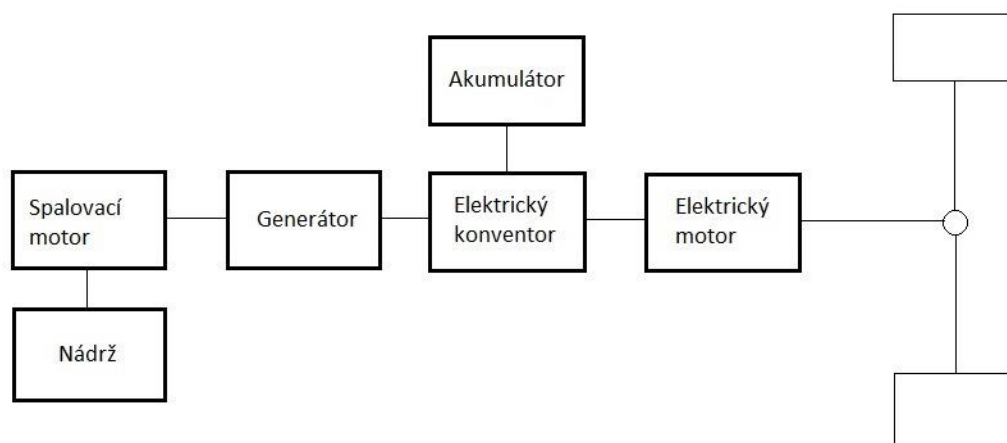 Akumulátor
Spalovací
motor
Generátor
Elektrický
konventor
Elektrický
motor
Nádrž